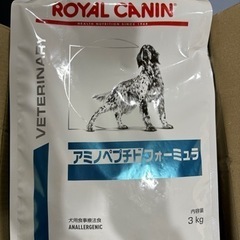 ROYAL CANIN
VETERINARY
アミノペプチドフォーミュラ
犬用食事療法食
ANALLERGENIC
内容量
3 kg